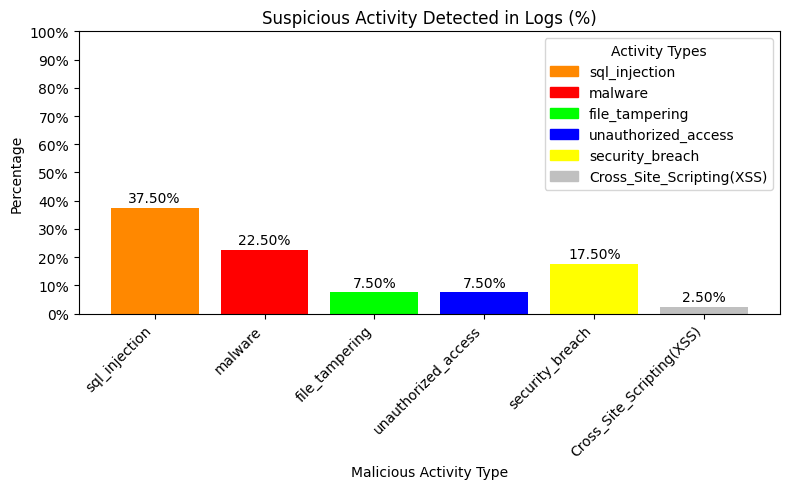 Suspicious Activity Detected in Logs (%)
100%
90%
80%
70%
60%
50%
40%
30%
20%
10%
0%
Percentage
Activity Types
sql_injection
malware
file_tampering
unauthorized_access
security_breach
Cross_Site_Scripting(XSS)
37.50%
22.50%
7.50%
7.50%
17.50%
2.50%
sql_injection
malware
file_tampering
unauthorized_access
security_breach
Cross_Site_Scripting(XSS)
Malicious Activity Type